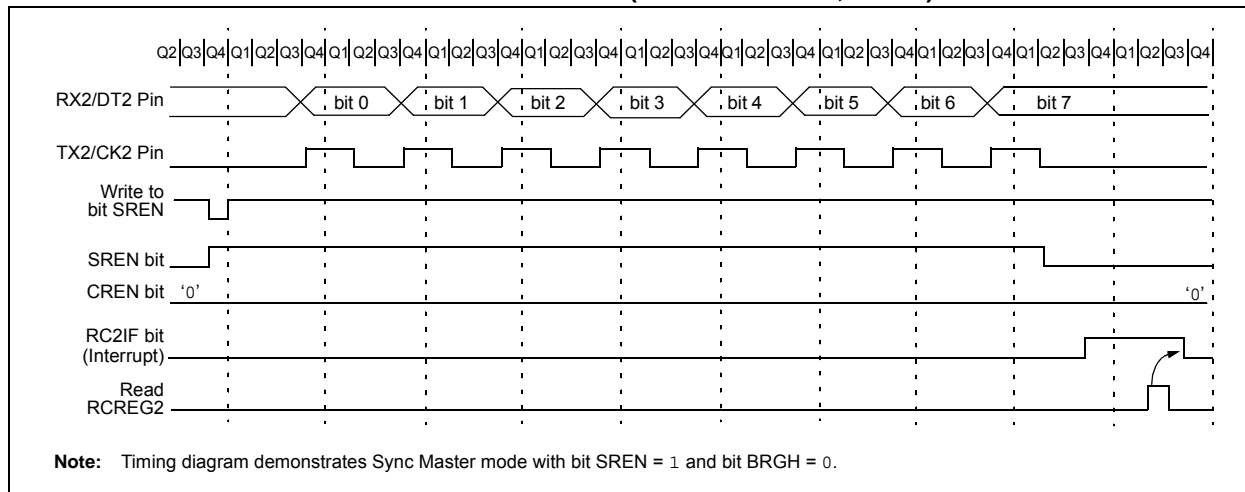 Q2 Q3 Q4 Q1 Q2 Q3 Q4 Q1 Q2 Q3 Q4 Q1 Q2 Q3 Q4 Q1 Q2 Q3 Q4 Q1 Q2 Q3 Q4 Q1 Q2 Q3 Q4 Q1 Q2 Q3 Q4 Q1 Q2 Q3 Q4 Q1 Q2 Q3 Q4 Q1 Q2 Q3 Q4
RX2/DT2 Pin bit 0 bit 1 bit 2 bit 3 bit 4 bit 5 bit 6 bit 7
TX2/CK2 Pin
Write to
bit SREN
SREN bit
CREN bit ‘0’ ‘0’
RC2IF bit
(Interrupt)
Read
RCREG2
Note: Timing diagram demonstrates Sync Master mode with bit SREN = 1 and bit BRGH = 0.